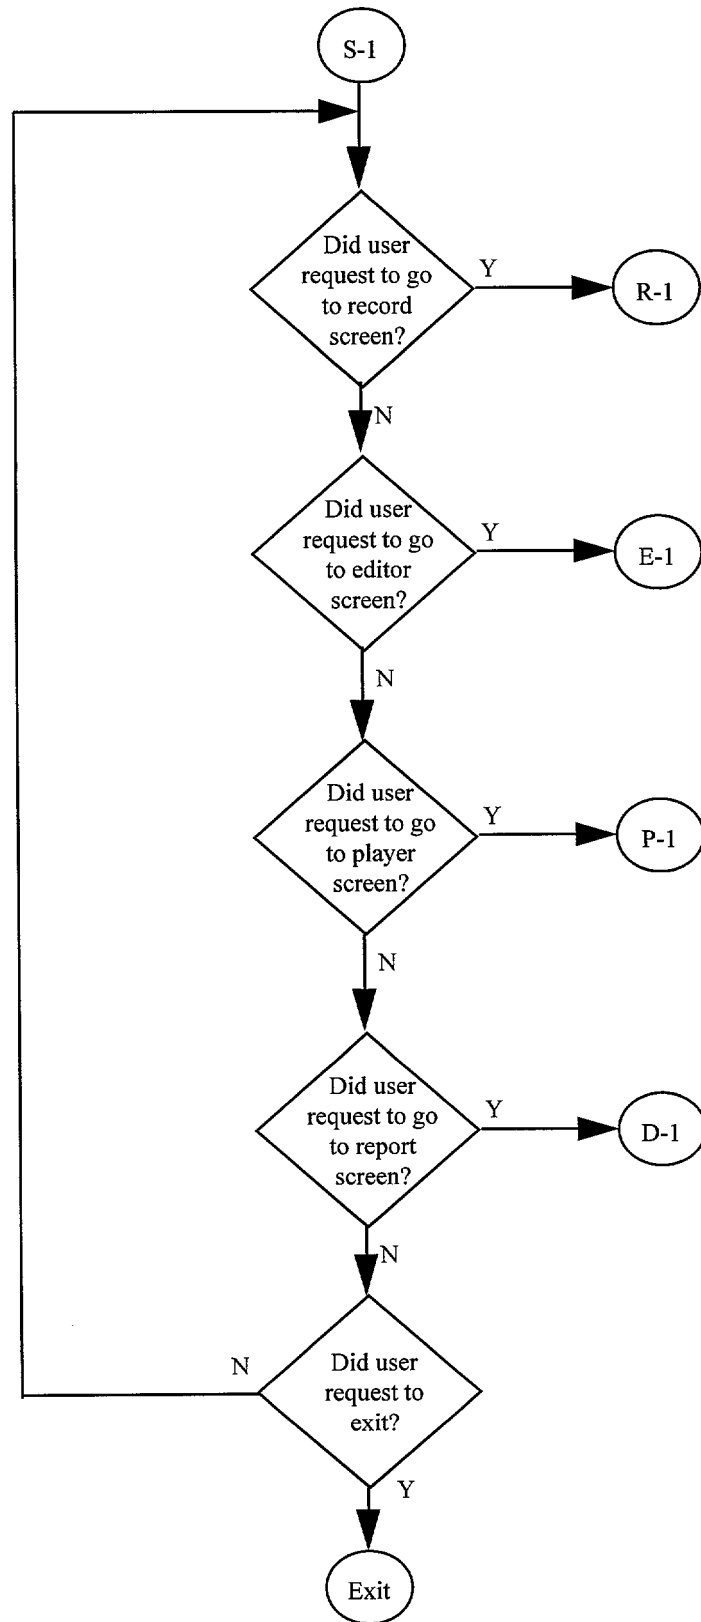 S-1
Did user
request to go
to record
screen?
Y
R-1
N
Did user
request to go
to editor
screen?
Y
E-1
N
Did user
request to go
to player
screen?
Y
P-1
N
Did user
request to go
to report
screen?
Y
D-1
N
N
Did user
request to
exit?
Y
Exit